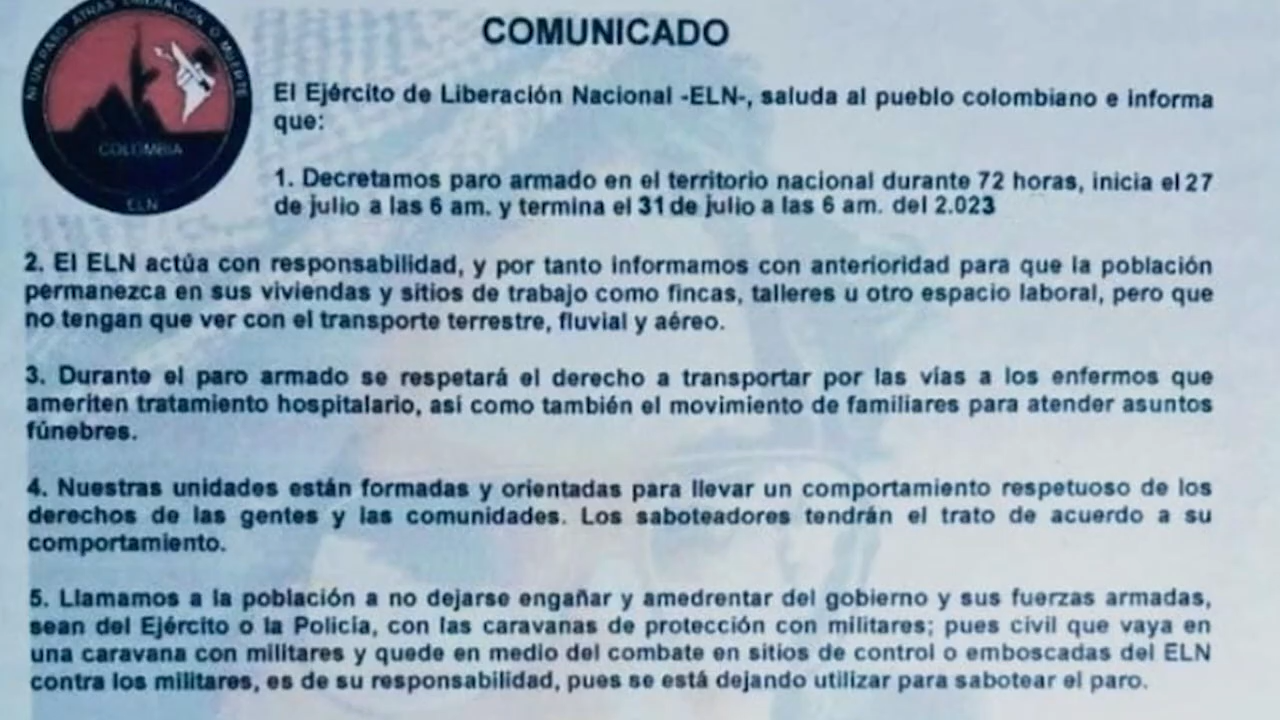 NI UN PASO ATRAS LIBERACIÓN O MUERTE
COLOMBIA
ELN
COMUNICADO
El Ejército de Liberación Nacional -ELN-, saluda al pueblo colombiano e informa
que:
1. Decretamos paro armado en el territorio nacional durante 72 horas, inicia el 27
de julio a las 6 am. y termina el 31 de julio a las 6 am. del 2.023
2. El ELN actúa con responsabilidad, y por tanto informamos con anterioridad para que la población
permanezca en sus viviendas y sitios de trabajo como fincas, talleres u otro espacio laboral, pero que
no tengan que ver con el transporte terrestre, fluvial y aéreo.
3. Durante el paro armado se respetará el derecho a transportar por las vías a los enfermos que
ameriten tratamiento hospitalario, así como también el movimiento de familiares para atender asuntos
fúnebres.
4. Nuestras unidades están formadas y orientadas para llevar un comportamiento respetuoso de los
derechos de las gentes y las comunidades. Los saboteadores tendrán el trato de acuerdo a su
comportamiento.
5. Llamamos a la población a no dejarse engañar y amedrentar del gobierno y sus fuerzas armadas,
sean del Ejército o la Policía, con las caravanas de protección con militares; pues civil que vaya en
una caravana con militares y quede en medio del combate en sitios de control o emboscadas del ELN
contra los militares, es de su responsabilidad, pues se está dejando utilizar para sabotear el paro.